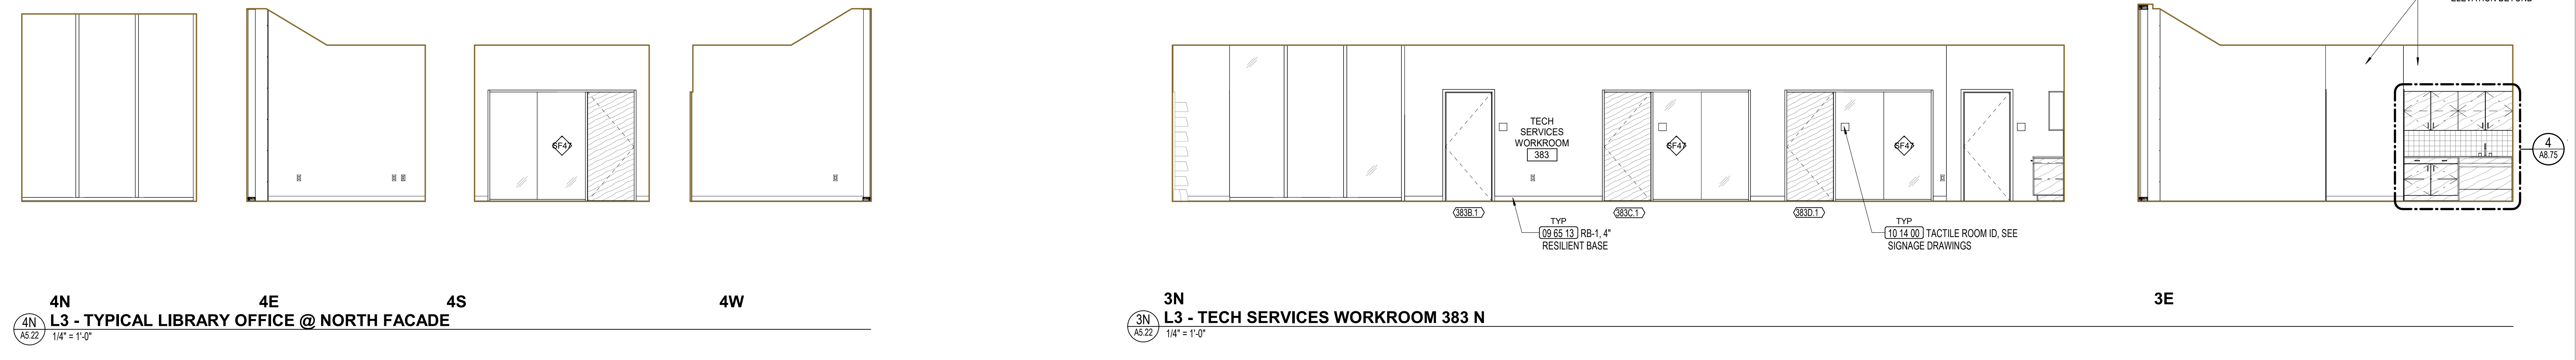 SF47
4N
4E
4S
4W
4N
A5.22
L3 - TYPICAL LIBRARY OFFICE @ NORTH FACADE
1/4" = 1'-0"
TECH
SERVICES
WORKROOM
383
SF47
SF47
383B.1
383C.1
383D.1
TYP
09 65 13 RB-1, 4"
RESILIENT BASE
TYP
10 14 00 TACTILE ROOM ID, SEE
SIGNAGE DRAWINGS
4
A8.75
3N
3E
3N
A5.22
L3 - TECH SERVICES WORKROOM 383 N
1/4" = 1'-0"